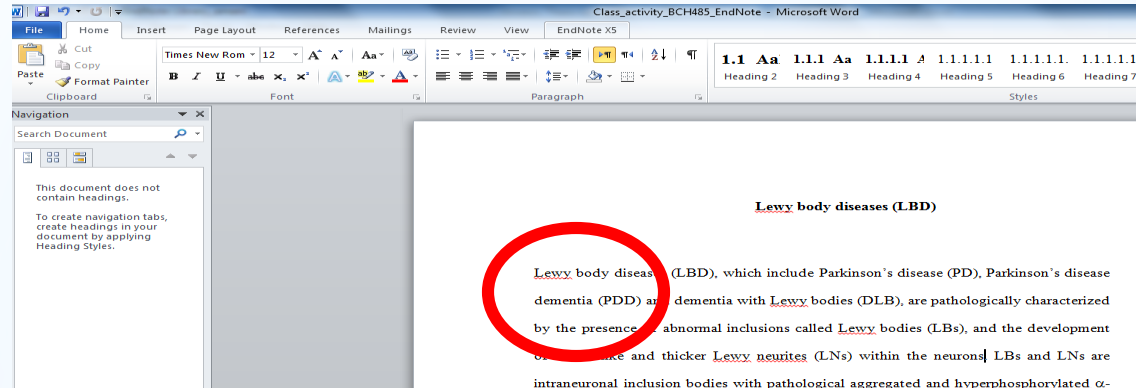 Class_activity_BCH485_EndNote - Microsoft Word
File Home Insert Page Layout References Mailings Review View EndNote X5
Paste
Cut
Copy
Format Painter
Clipboard
Times New Rom 12
Font
Paragraph
1.1 Aa 1.1.1 Aa 1.1.1.1 A 1.1.1.1.1 1.1.1.1.1. 1.1.1.1.1
Heading 2 Heading 3 Heading 4 Heading 5 Heading 6 Heading 7
Styles
Navigation
Search Document
This document does not
contain headings.
To create navigation tabs,
create headings in your
document by applying
Heading Styles.
Lewy body diseases (LBD)
Lewy body (LBD), which include Parkinson's disease (PD), Parkinson's disease
dementia (PDD) dementia with Lewy bodies (DLB), are pathologically characterized
by the presence abnormal inclusions called Lewy bodies (LBs), and the development
and thicker Lewy neurites (LNs) within the neurons LBs and LNs are
intraneuronal inclusion bodies with pathological aggregated and hyperphosphorylated α-